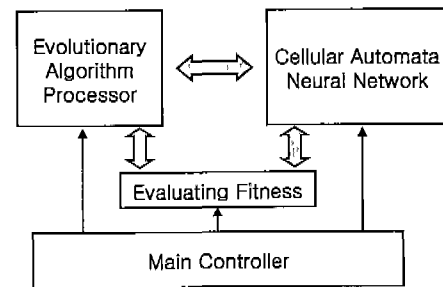 Evolutionary
Algorithm
Processor
Cellular Automata
Neural Network
Evaluating Fitness
Main Controller